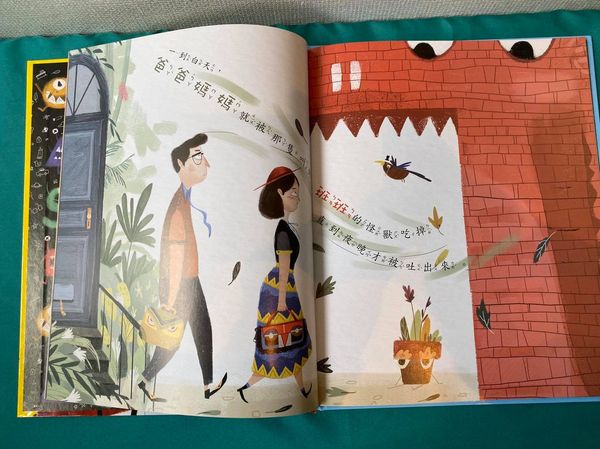 一到白天，
爸爸媽媽
就被那隻
班班的怪獸吃掉
直到夜晚才被吐出來